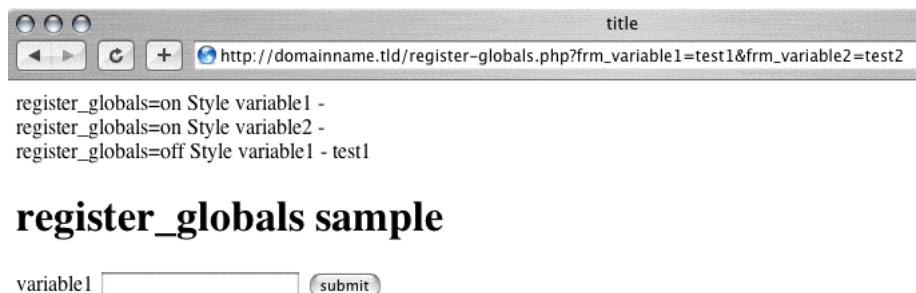 title
http://domainname.tld/register-globals.php?frm_variable1=test1&frm_variable2=test2
register_globals=on Style variable1 -
register_globals=on Style variable2 -
register_globals=off Style variable1 - test1
register_globals sample
variable1 submit